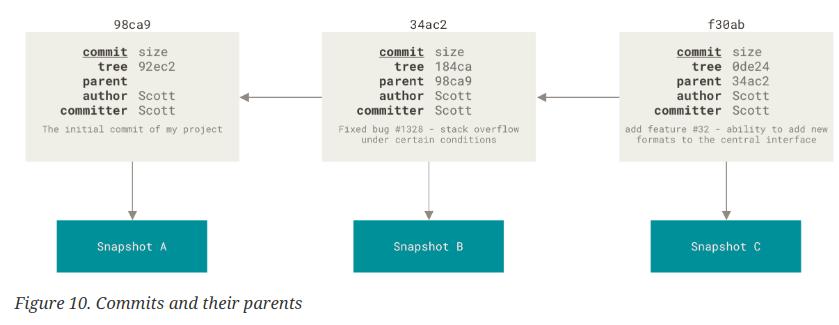 98ca9
commit size
tree 92ec2
parent
author Scott
committer Scott
The initial commit of my project
Snapshot A
34ac2
commit size
tree 184ca
parent 98ca9
author Scott
committer Scott
Fixed bug #1328 - stack overflow
under certain conditions
Snapshot B
f30ab
commit size
tree 0de24
parent 34ac2
author Scott
committer Scott
add feature #32 - ability to add new
formats to the central interface
Snapshot C
Figure 10. Commits and their parents